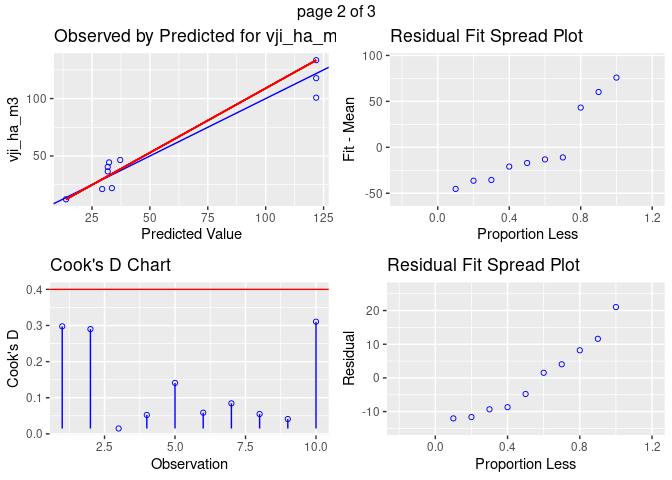 page 2 of 3
Observed by Predicted for vji_ha_m
vji_ha_m3
100
50
25
50
75
100
125
Predicted Value
Residual Fit Spread Plot
Fit - Mean
100
50
0
-50
0.0
0.4
0.8
1.2
Proportion Less
Cook's D Chart
Cook's D
0.4
0.3
0.2
0.1
0.0
2.5
5.0
7.5
10.0
Observation
Residual Fit Spread Plot
Residual
20
10
0
-10
0.0
0.4
0.8
1.2
Proportion Less